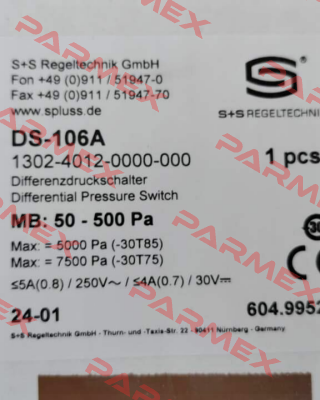 S+S Regeltechnik GmbH
Fon +49 (0)911 / 51947-0
Fax +49 (0)911 / 51947-70
www.spluss.de
S+S REGELTECHNIK
DS-106A
1302-4012-0000-000
1 pcs
Differenzdruckschalter
Differential Pressure Switch
MB: 50 - 500 Pa
Max: = 5000 Pa (-30T85)
Max: = 7500 Pa (-30T75)
≤5A(0.8) / 250V~ / ≤4A(0.7) / 30V⎓
24-01
604.9952
S+S Regeltechnik GmbH - Thurn- und -Taxis-Str. 22 - 90411 Nürnberg - Germany
PARMEX
PARMEX
PARMEX
PARMEX